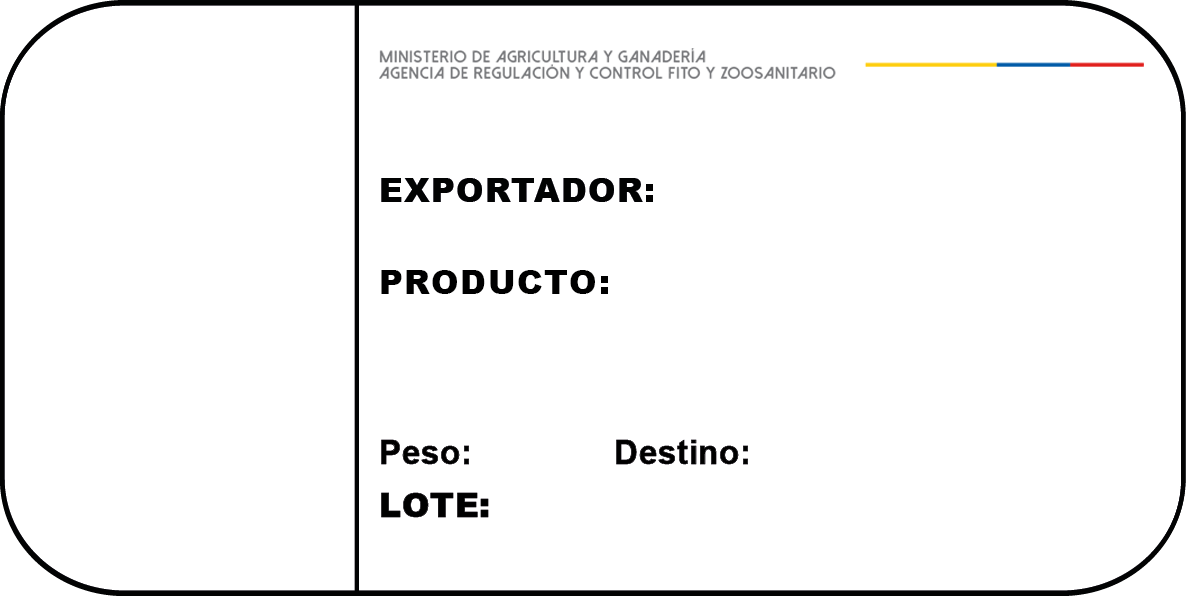 MINISTERIO DE AGRICULTURA Y GANADERÍA
AGENCIA DE REGULACIÓN Y CONTROL FITO Y ZOOSANITARIO
EXPORTADOR:
PRODUCTO:
Peso: Destino:
LOTE: